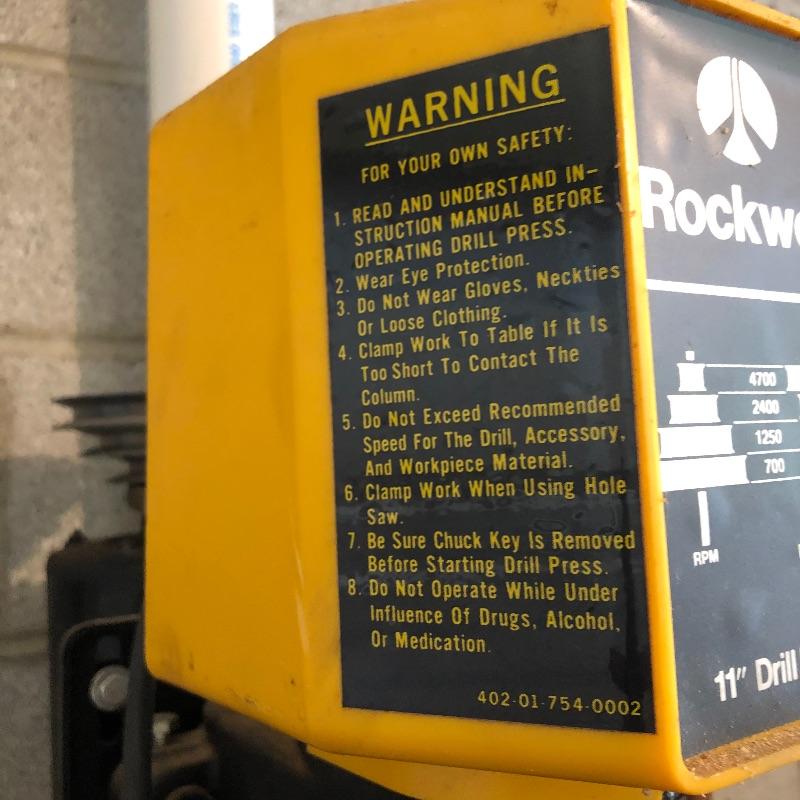 WARNING
FOR YOUR OWN SAFETY:
1. READ AND UNDERSTAND IN-
STRUCTION MANUAL BEFORE
OPERATING DRILL PRESS.
2. Wear Eye Protection.
3. Do Not Wear Gloves, Neckties
Or Loose Clothing.
4. Clamp Work To Table If It Is
Too Short To Contact The
Column.
5. Do Not Exceed Recommended
Speed For The Drill, Accessory,
And Workpiece Material.
6. Clamp Work When Using Hole
Saw.
7. Be Sure Chuck Key Is Removed
Before Starting Drill Press.
8. Do Not Operate While Under
Influence Of Drugs, Alcohol,
Or Medication.
402-01-754-0002
Rockw
4700
2400
1250
700
RPM
11" Drill